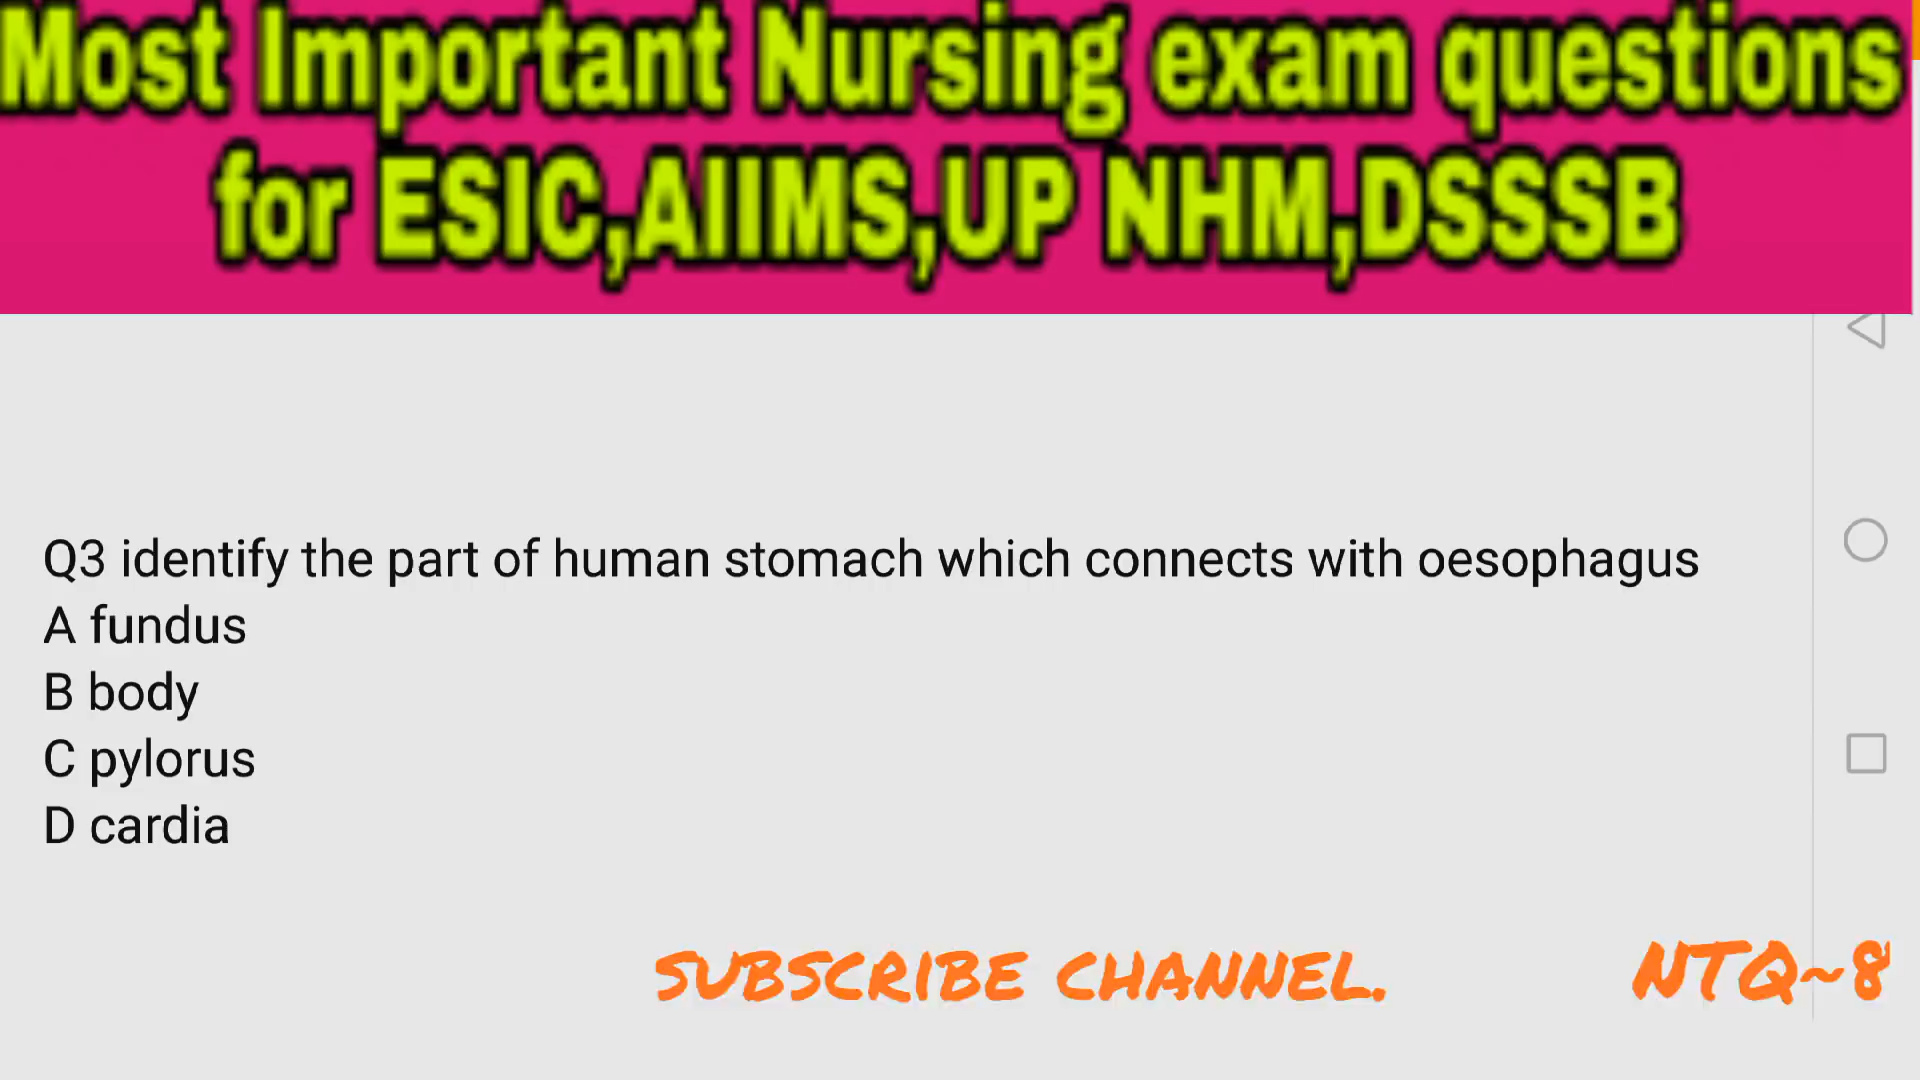 Most Important Nursing exam questions
for ESIC,AIIMS,UP NHM,DSSSB
Q3 identify the part of human stomach which connects with oesophagus
A fundus
B body
C pylorus
D cardia
SUBSCRIBE CHANNEL. NTQ~8